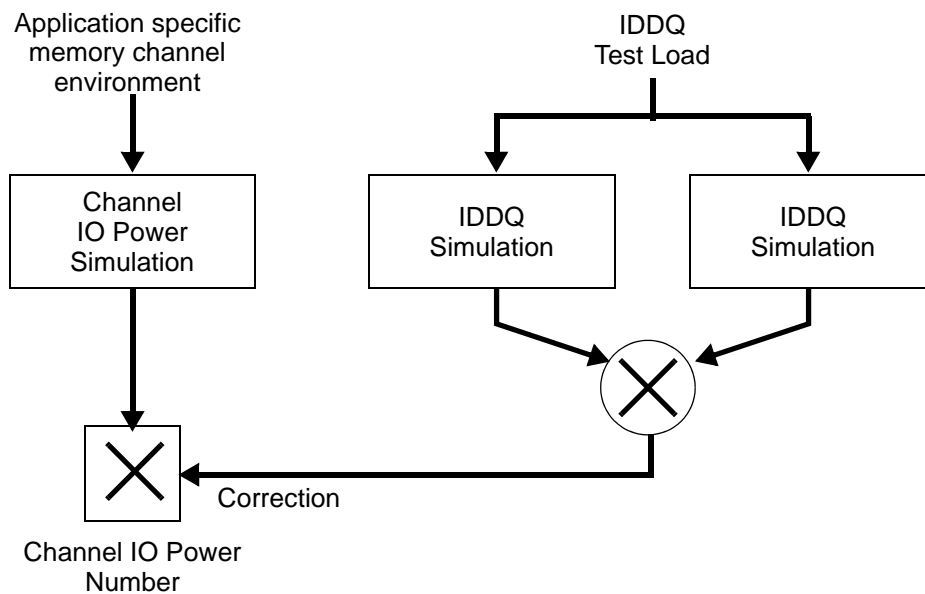 Application specific
memory channel
environment
IDDQ
Test Load
Channel
IO Power
Simulation
IDDQ
Simulation
IDDQ
Simulation
Correction
Channel IO Power
Number